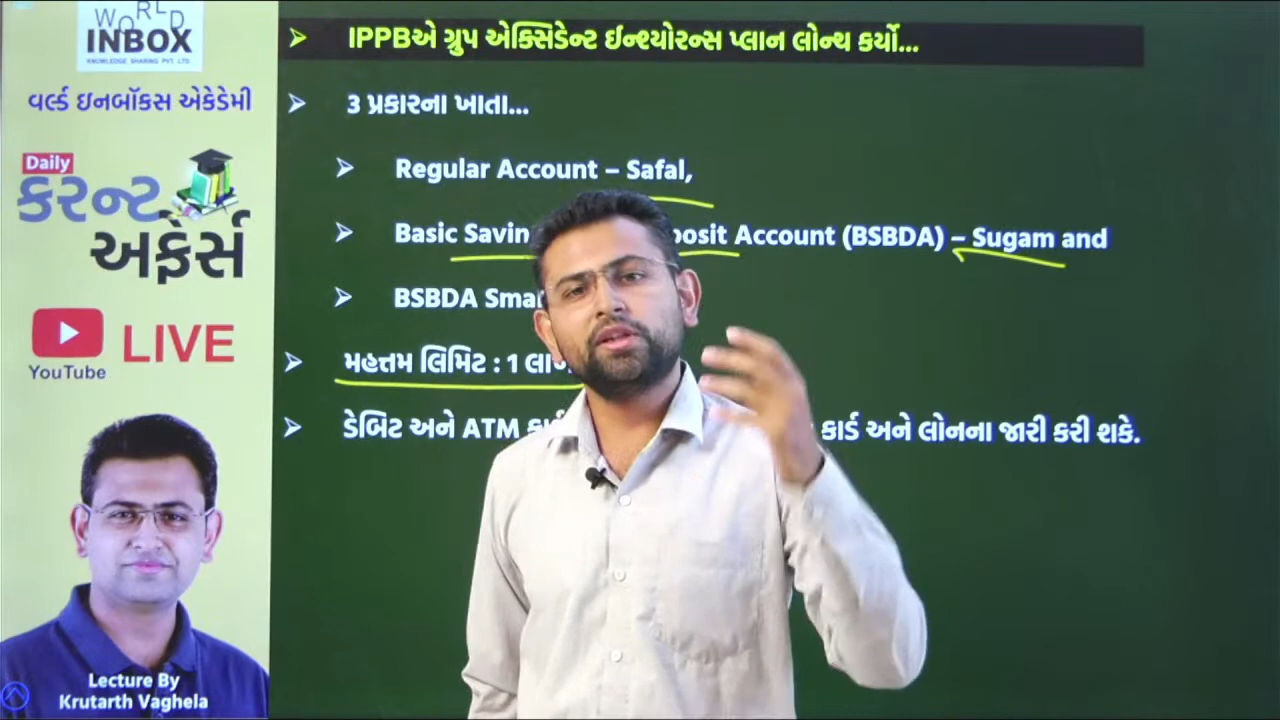 WORLD
INBOX
KNOWLEDGE SHARING PVT. LTD.
વર્લ્ડ ઇનબૉક્સ એકેડેમી
Daily
કરન્ટ
અફેર્સ
YouTube
LIVE
Lecture By
Krutarth Vaghela
IPPBએ ગ્રુપ એક્સિડેન્ટ ઈન્શ્યોરન્સ પ્લાન લોન્ચ કર્યો...
3 પ્રકારના ખાતા...
Regular Account – Safal,
Basic Savin posit Account (BSBDA) – Sugam and
BSBDA
મહત્તમ લિમિટ : 1
ડેબિટ અને ATM કાર્ડ અને લોનના જારી કરી શકે.